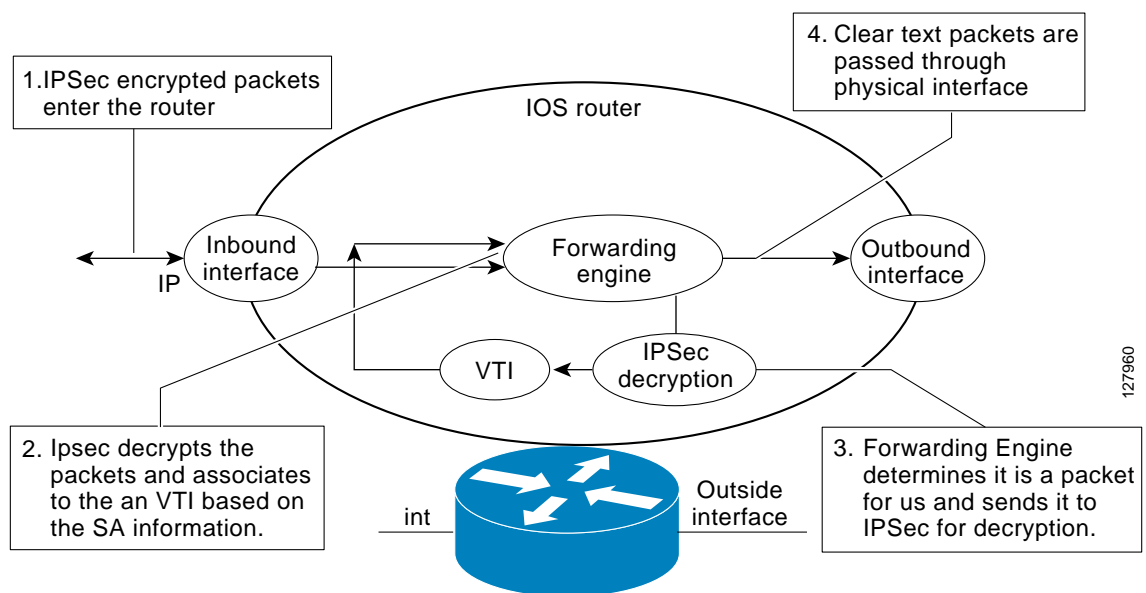 1.IPSec encrypted packets
enter the router
4. Clear text packets are
passed through
physical interface
IOS router
Inbound
interface
IP
Forwarding
engine
Outbound
interface
VTI
IPSec
decryption
127960
2. Ipsec decrypts the
packets and associates
to the an VTI based on
the SA information.
3. Forwarding Engine
determines it is a packet
for us and sends it to
IPSec for decryption.
int
Outside
interface